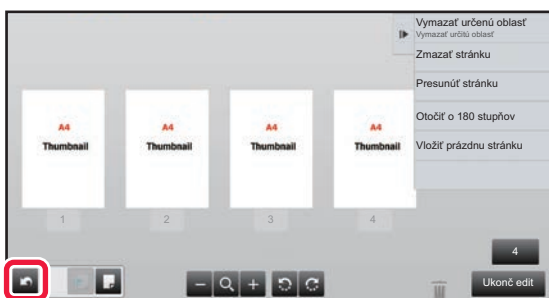 Vymazať určenú oblasť
Vymazať určitú oblasť
Zmazať stránku
Presunúť stránku
Otočiť o 180 stupňov
Vložiť prázdnu stránku
A4 A4 A4 A4
Thumbnail Thumbnail Thumbnail Thumbnail
1 2 3 4
4
Ukonč edit